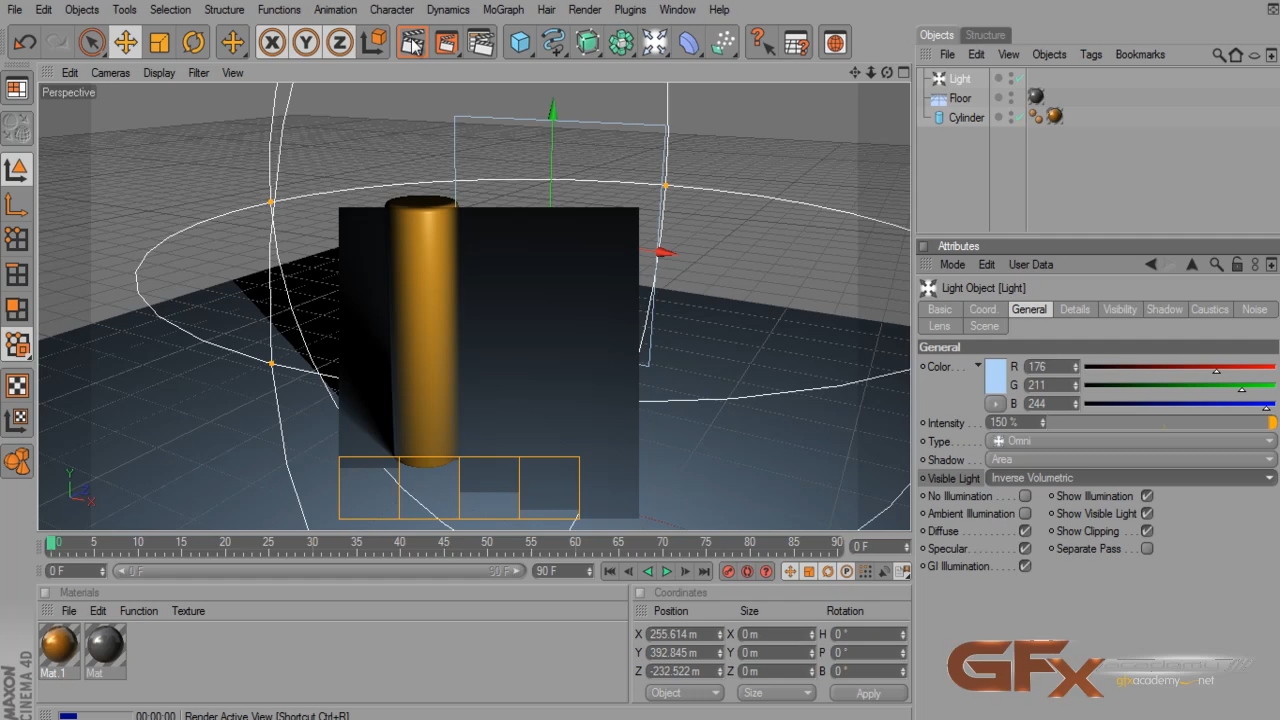 File Edit Objects Tools Selection Structure Functions Animation Character Dynamics MoGraph Hair Render Plugins Window Help
Objects Structure
File Edit View Objects Tags Bookmarks
Edit Cameras Display Filter View
Perspective
Light
Floor
Cylinder
Attributes
Mode Edit User Data
Light Object [Light]
Basic Coord. General Details Visibility Shadow Caustics Noise
Lens Scene
General
Color. . . R 176
G 211
B 244
Intensity 150 %
Type. . . . Omni
Shadow. . Area
Visible Light Inverse Volumetric
No Illumination Show Illumination
Ambient Illumination Show Visible Light
Diffuse Show Clipping
Specular Separate Pass
GI Illumination
Y
Z
X
0 5 10 15 20 25 30 35 40 45 50 55 60 65 70 75 80 85 90
0 F
0 F 0 F 90 F 90 F
Materials
File Edit Function Texture
Mat.1 Mat
Coordinates
Position Size Rotation
X 255.614 m X 0 m H 0 °
Y 392.845 m Y 0 m P 0 °
Z -232.522 m Z 0 m B 0 °
Object Size Apply
MAXON
CINEMA 4D
00:00:00 Render Active View [Shortcut Ctrl+R]
GFx
academy
gfxacademy.net